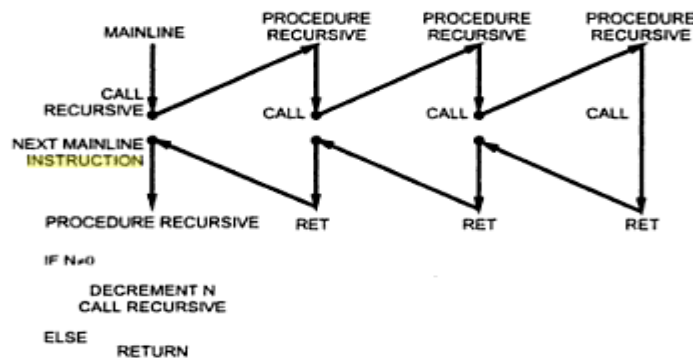 MAINLINE
PROCEDURE
RECURSIVE
PROCEDURE
RECURSIVE
PROCEDURE
RECURSIVE
CALL
RECURSIVE
CALL
CALL
CALL
NEXT MAINLINE
INSTRUCTION
PROCEDURE RECURSIVE
RET
RET
RET
IF N≠0
DECREMENT N
CALL RECURSIVE
ELSE
RETURN